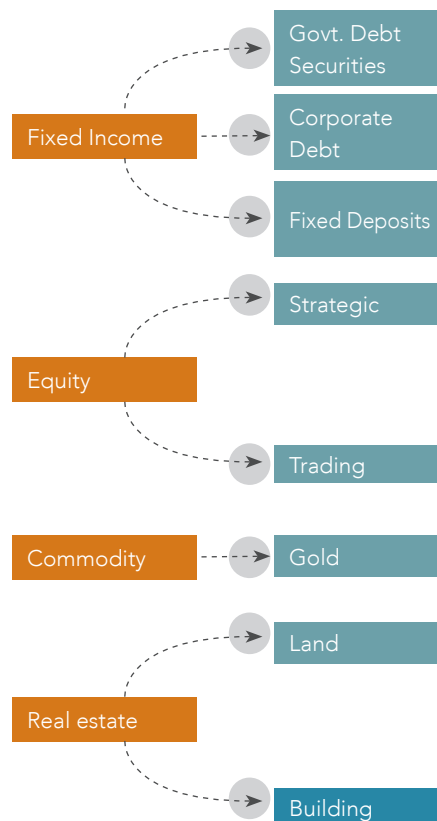 Govt. Debt
Securities
Fixed Income
Corporate
Debt
Fixed Deposits
Strategic
Equity
Trading
Commodity
Gold
Land
Real estate
Building